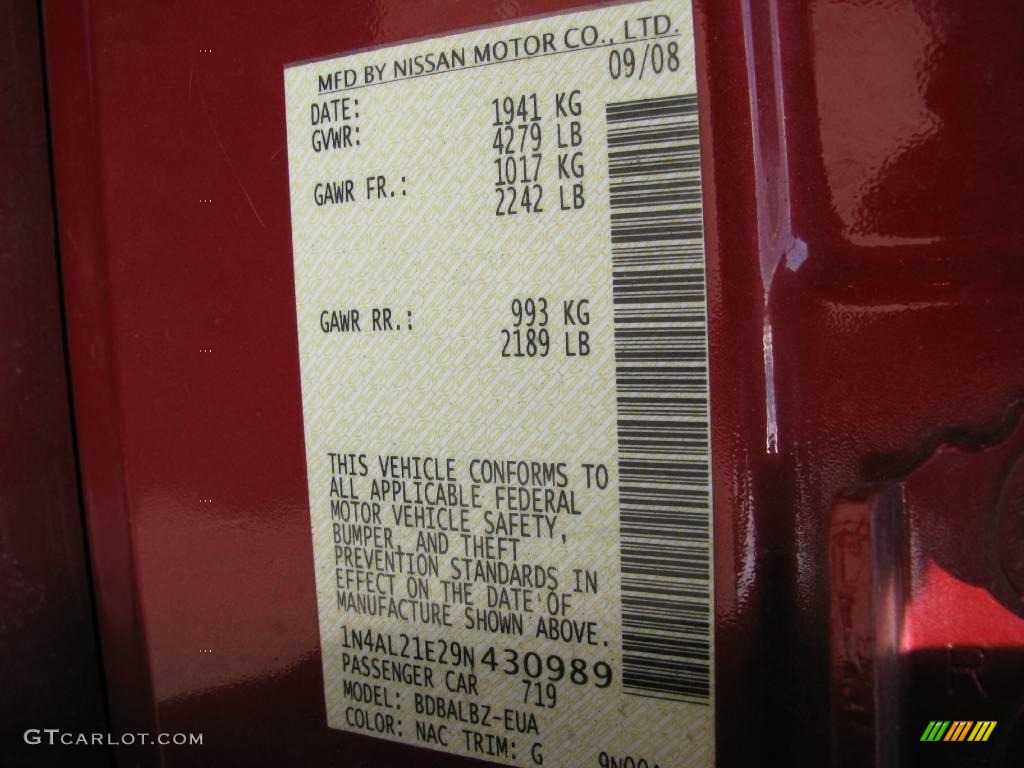 MFD BY NISSAN MOTOR CO., LTD.
DATE: 09/08
GVWR: 1941 KG
4279 LB
GAWR FR.: 1017 KG
2242 LB
GAWR RR.: 993 KG
2189 LB
THIS VEHICLE CONFORMS TO
ALL APPLICABLE FEDERAL
MOTOR VEHICLE SAFETY,
BUMPER, AND THEFT
PREVENTION STANDARDS IN
EFFECT ON THE DATE OF
MANUFACTURE SHOWN ABOVE.
1N4AL21E29N430989
PASSENGER CAR 719
MODEL: BDBALBZ-EUA
COLOR: NAC TRIM: G
R
GTCARLOT.COM